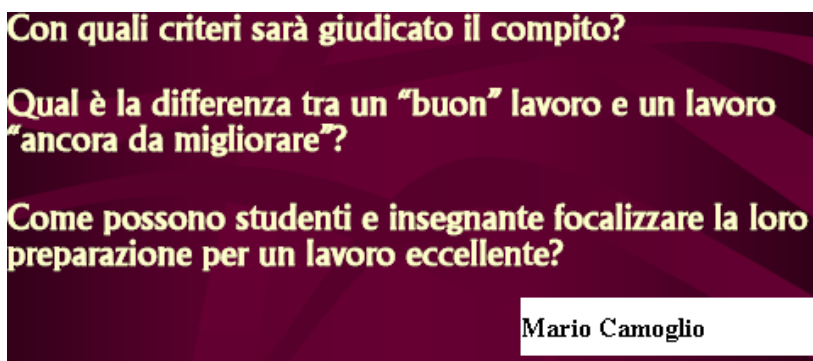 Con quali criteri sarà giudicato il compito?
Qual è la differenza tra un “buon” lavoro e un lavoro
“ancora da migliorare”?
Come possono studenti e insegnante focalizzare la loro
preparazione per un lavoro eccellente?
Mario Camoglio